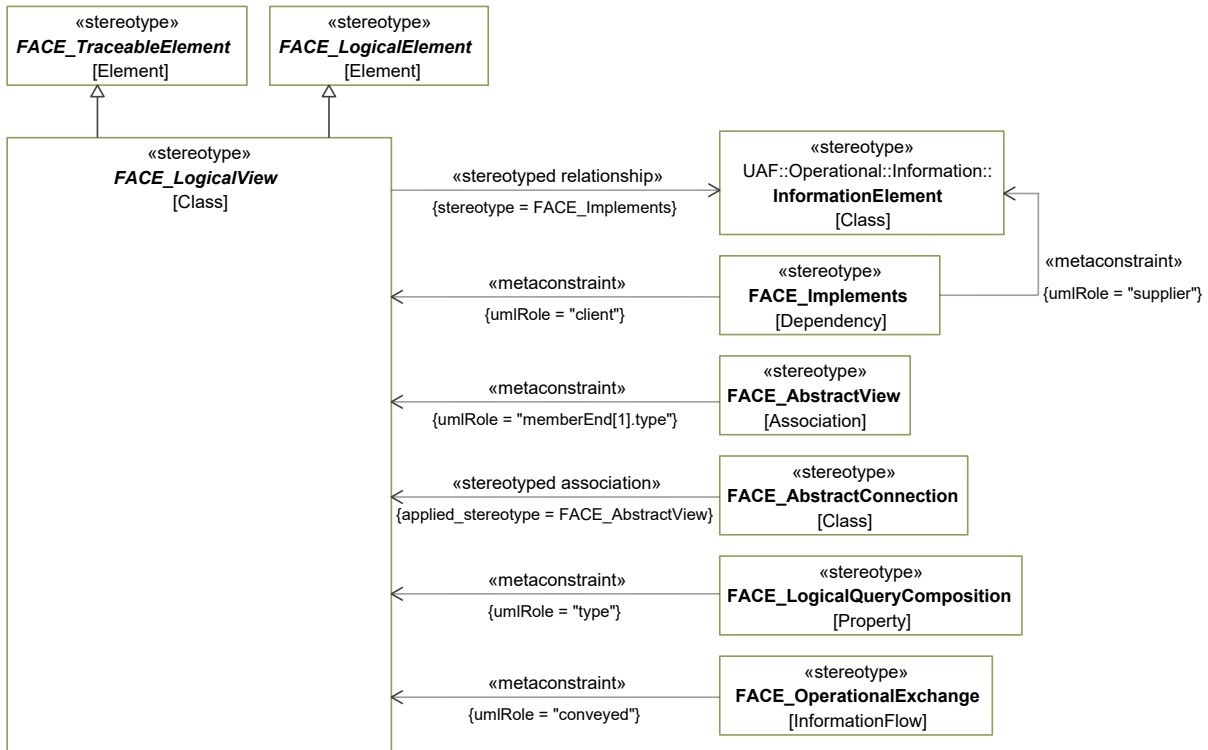 «stereotype»
FACE_TraceableElement
[Element]
«stereotype»
FACE_LogicalElement
[Element]
«stereotype»
FACE_LogicalView
[Class]
«stereotyped relationship»
{stereotype = FACE_Implements}
«stereotype»
UAF::Operational::Information::
InformationElement
[Class]
«metaconstraint»
{umlRole = "supplier"}
«metaconstraint»
{umlRole = "client"}
«stereotype»
FACE_Implements
[Dependency]
«metaconstraint»
{umlRole = "memberEnd[1].type"}
«stereotype»
FACE_AbstractView
[Association]
«stereotyped association»
{applied_stereotype = FACE_AbstractView}
«stereotype»
FACE_AbstractConnection
[Class]
«metaconstraint»
{umlRole = "type"}
«stereotype»
FACE_LogicalQueryComposition
[Property]
«metaconstraint»
{umlRole = "conveyed"}
«stereotype»
FACE_OperationalExchange
[InformationFlow]